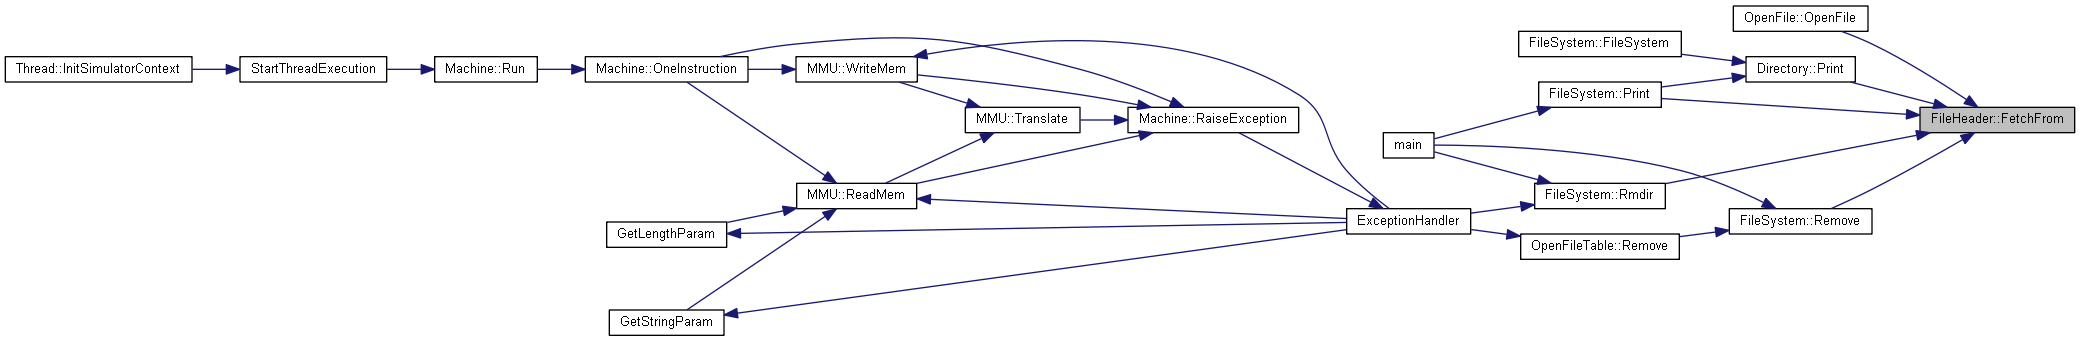 OpenFile::OpenFile
FileSystem::FileSystem
Thread::InitSimulatorContext
StartThreadExecution
Machine::Run
Machine::OneInstruction
MMU::WriteMem
Directory::Print
FileSystem::Print
MMU::Translate
Machine::RaiseException
FileHeader::FetchFrom
main
MMU::ReadMem
FileSystem::Rmdir
ExceptionHandler
FileSystem::Remove
GetLengthParam
OpenFileTable::Remove
GetStringParam